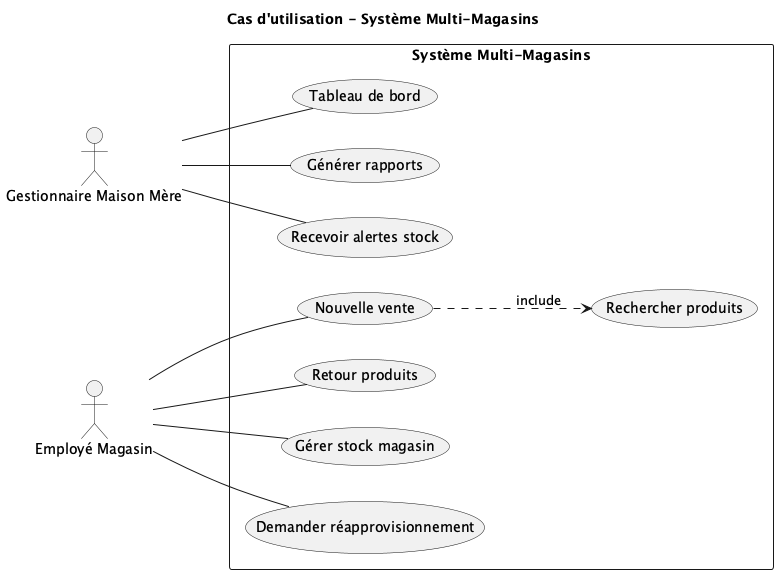 Cas d'utilisation - Système Multi-Magasins
Système Multi-Magasins
Tableau de bord
Générer rapports
Gestionnaire Maison Mère
Recevoir alertes stock
Nouvelle vente
include
Rechercher produits
Retour produits
Employé Magasin
Gérer stock magasin
Demander réapprovisionnement